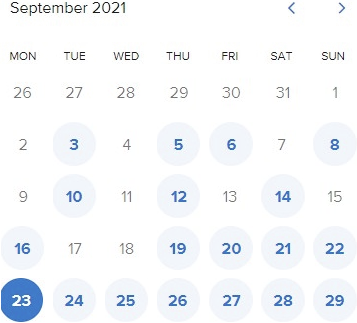 September 2021
MON TUE WED THU FRI SAT SUN
26 27 28 29 30 31 1
2 3 4 5 6 7 8
9 10 11 12 13 14 15
16 17 18 19 20 21 22
23 24 25 26 27 28 29